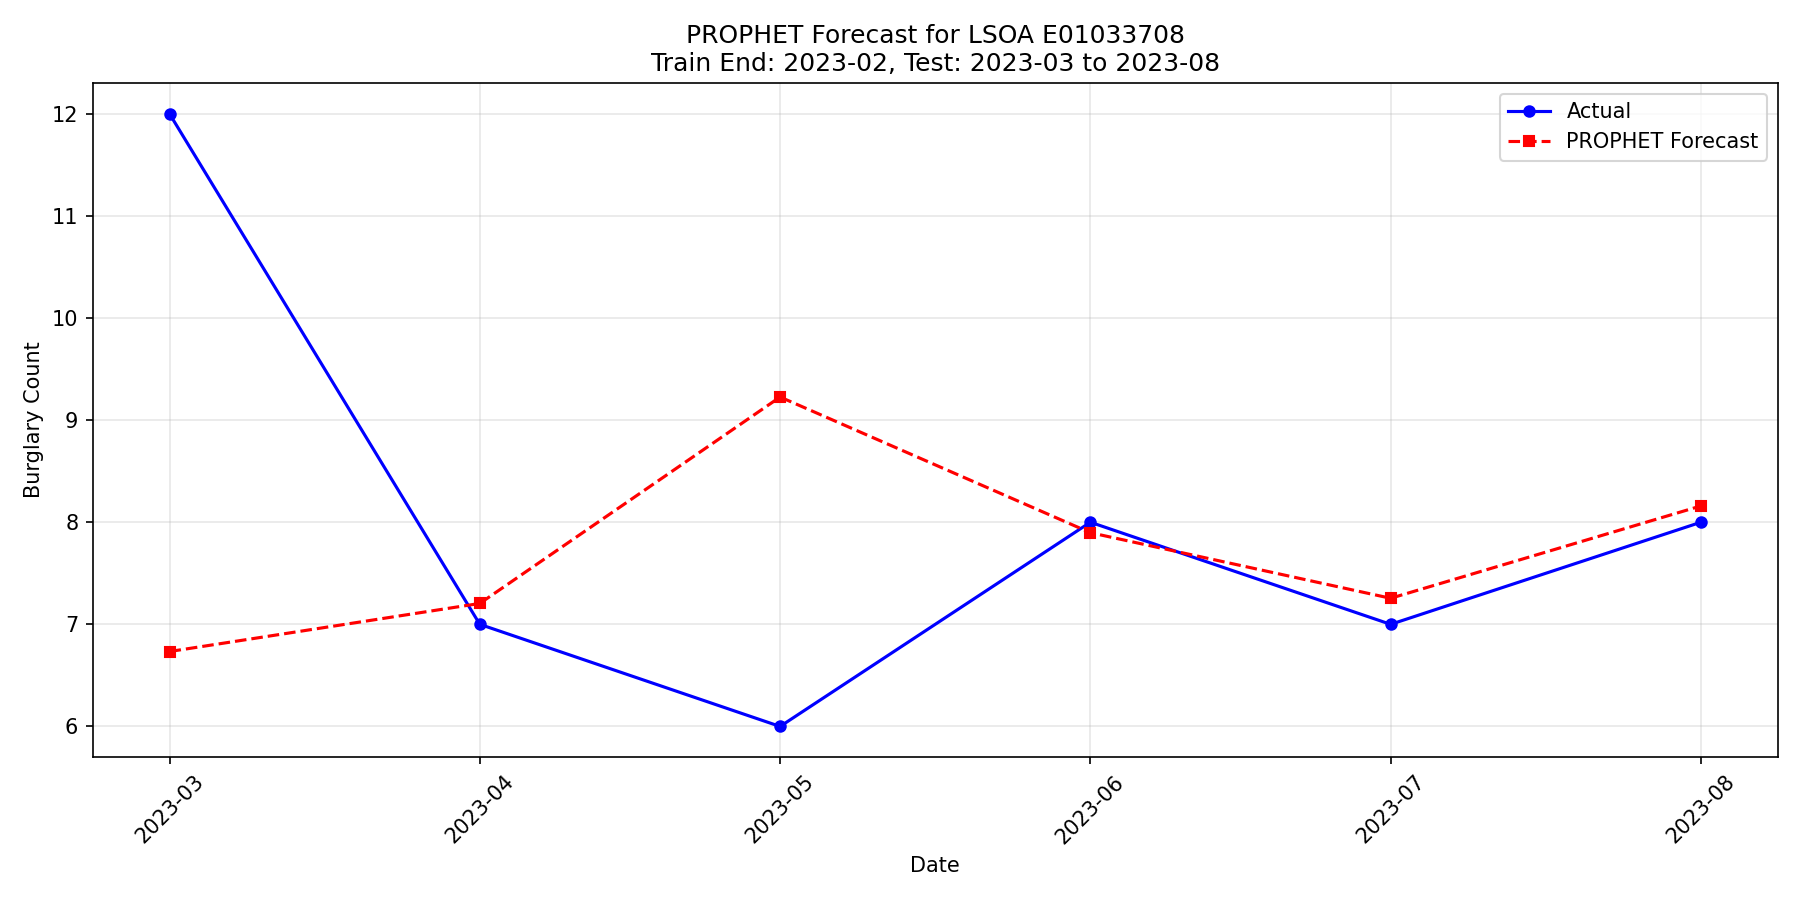 PROPHET Forecast for LSOA E01033708
Train End: 2023-02, Test: 2023-03 to 2023-08
Actual
PROPHET Forecast
Burglary Count
12
11
10
9
8
7
6
2023-03
2023-04
2023-05
2023-06
2023-07
2023-08
Date